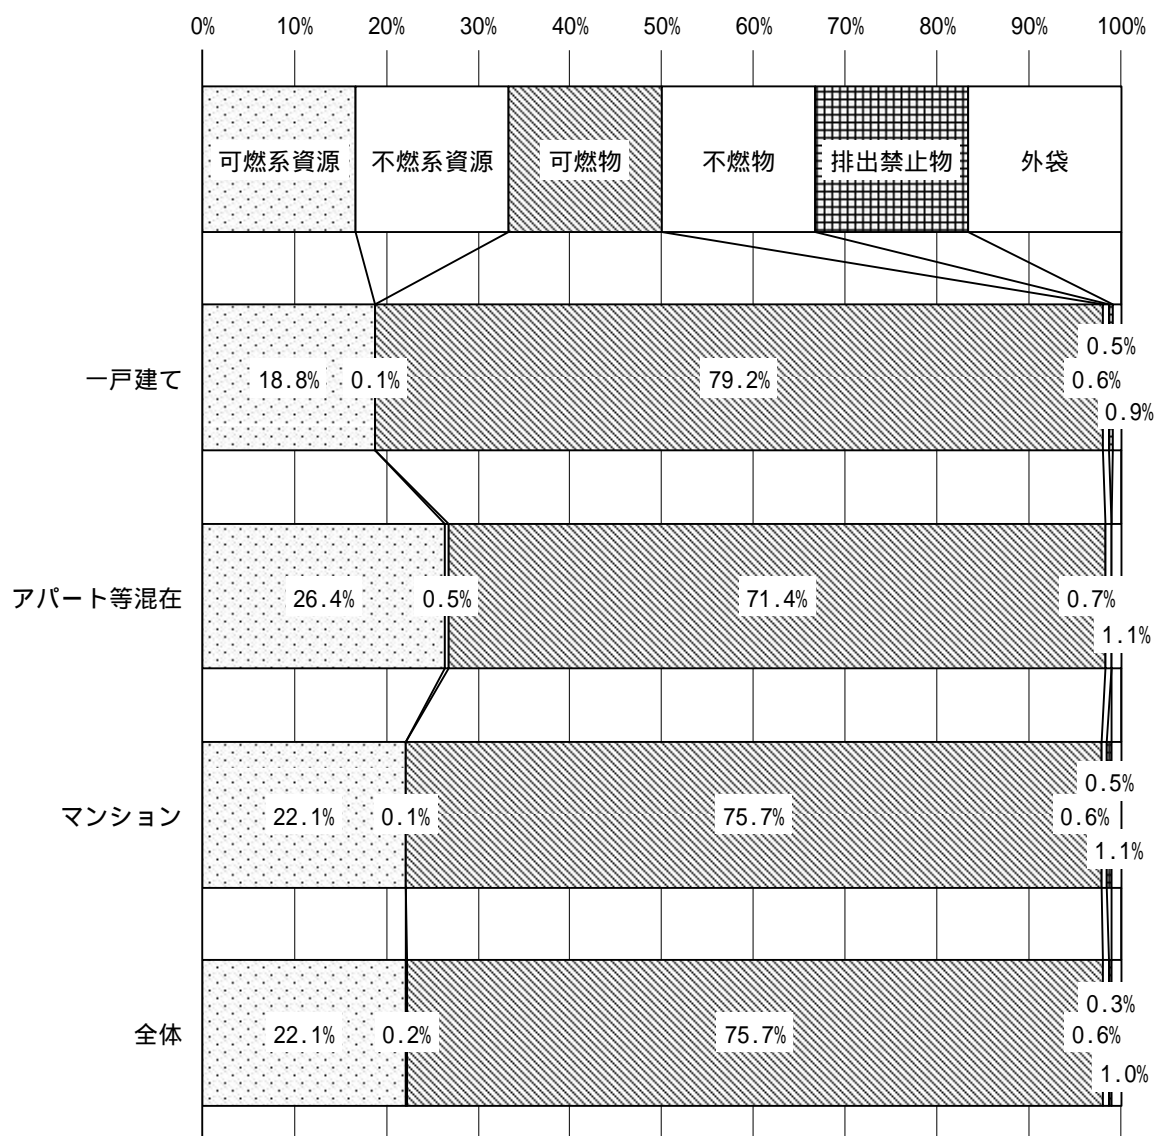 0% 10% 20% 30% 40% 50% 60% 70% 80% 90% 100%
可燃系資源 不燃系資源 可燃物 不燃物 排出禁止物 外袋
0.5%
一戸建て 18.8% 0.1% 79.2% 0.6%
0.9%
アパート等混在 26.4% 0.5% 71.4% 0.7%
1.1%
0.5%
マンション 22.1% 0.1% 75.7% 0.6%
1.1%
0.3%
全体 22.1% 0.2% 75.7% 0.6%
1.0%